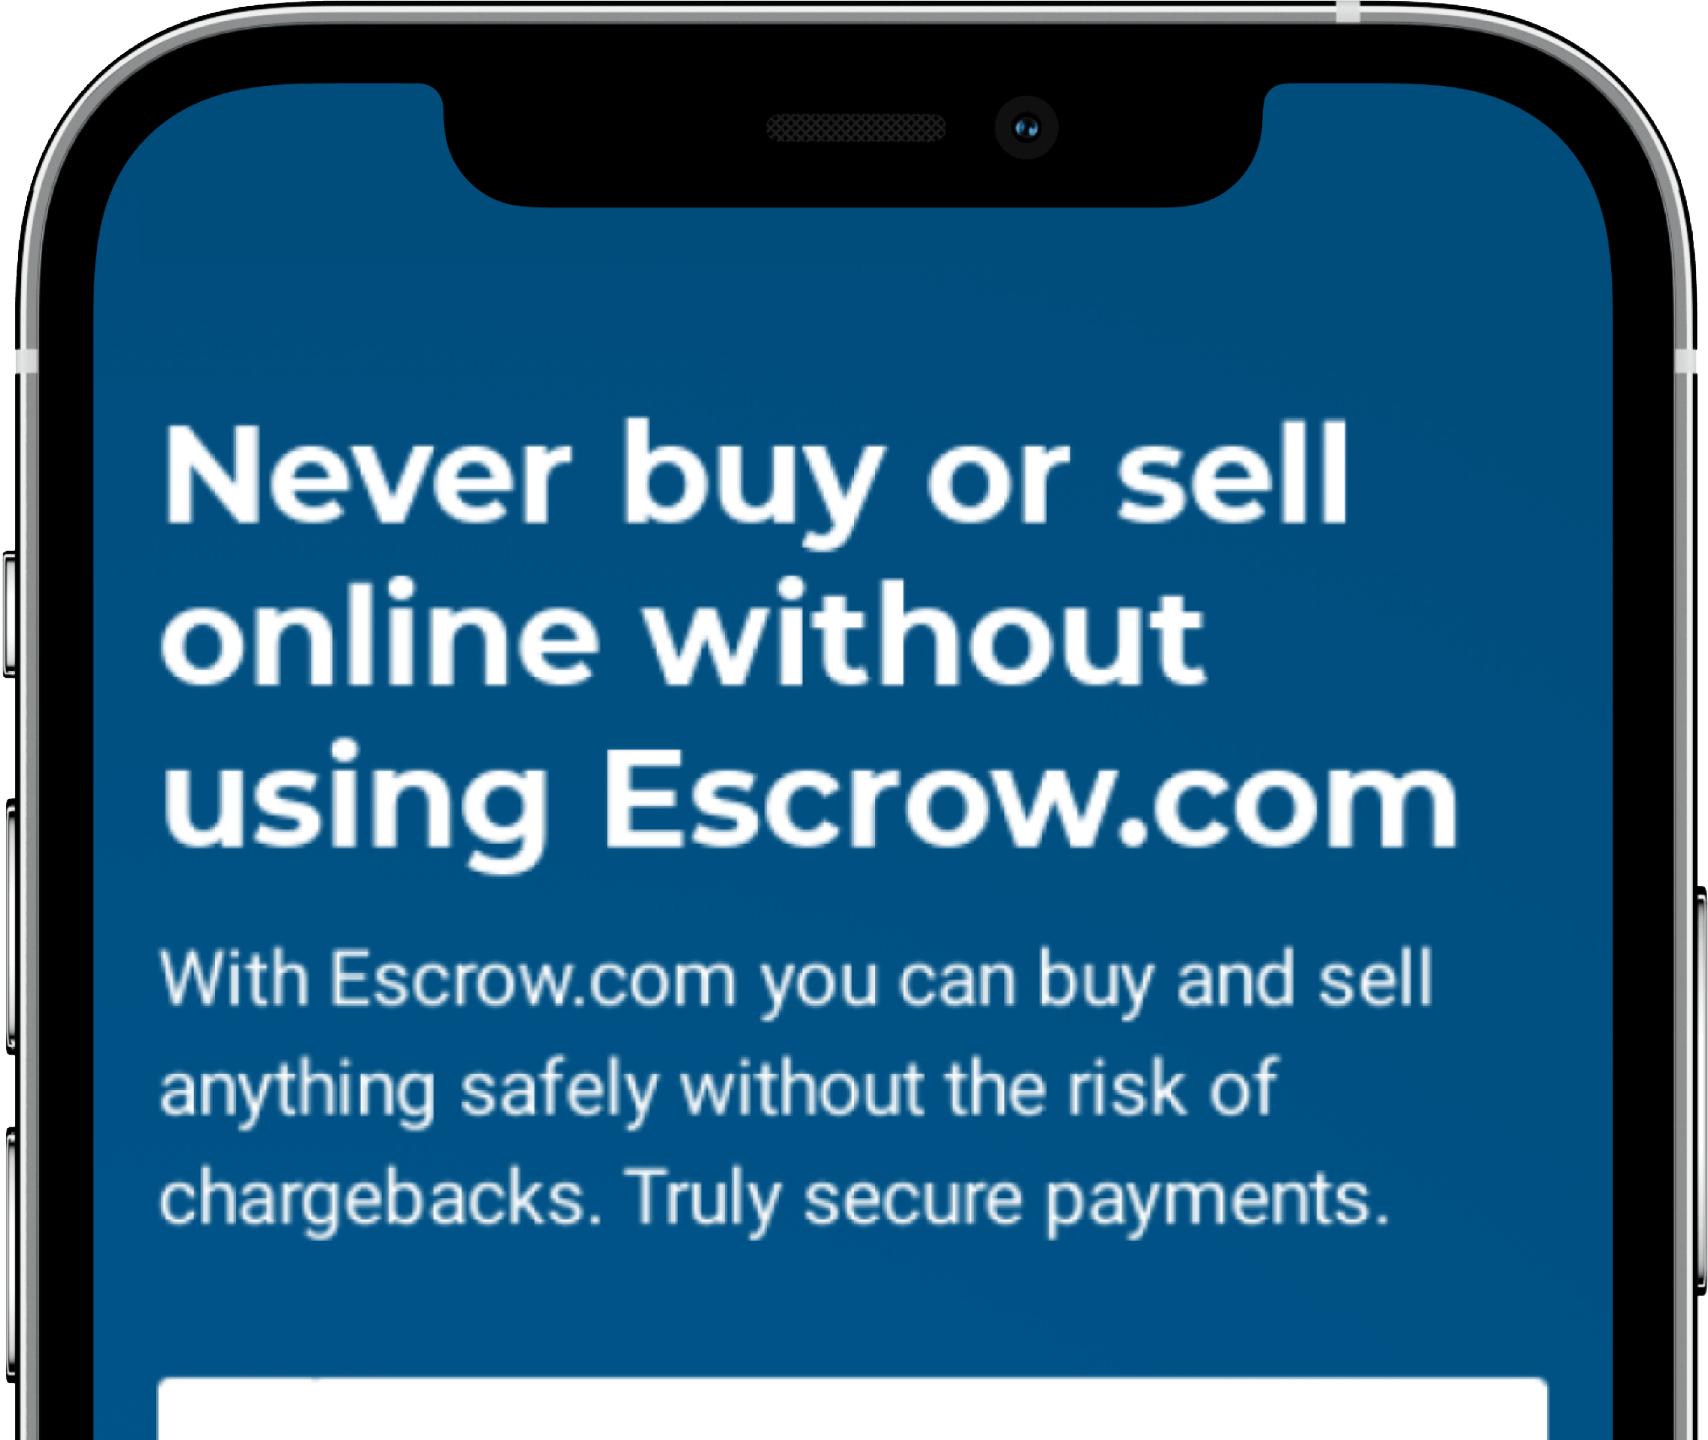 Never buy or sell
online without
using Escrow.com
With Escrow.com you can buy and sell
anything safely without the risk of
chargebacks. Truly secure payments.